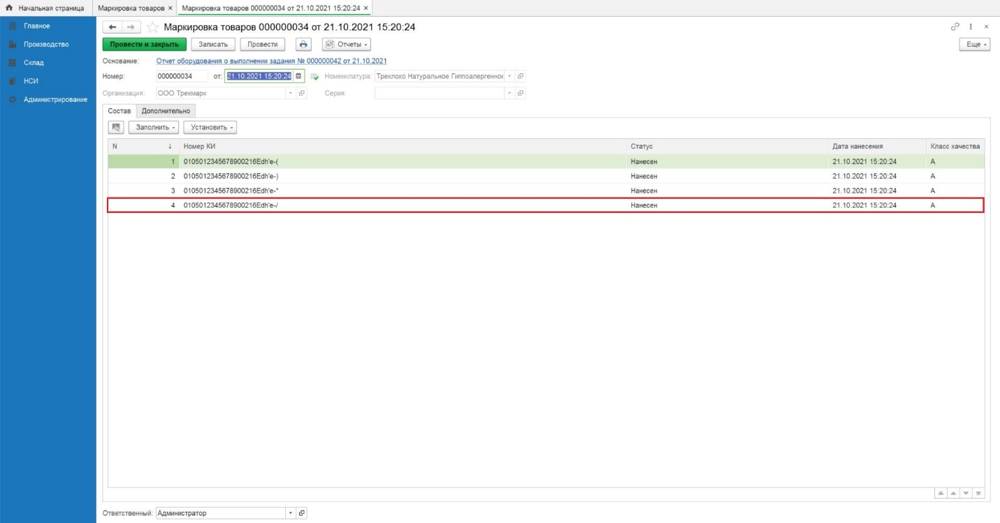 Начальная страница Маркировка товаров × Маркировка товаров 000000034 от 21.10.2021 15:20:24 ×
Главное
Производство
Склад
НСИ
Администрирование
Маркировка товаров 000000034 от 21.10.2021 15:20:24
Провести и закрыть Записать Провести Отчеты Еще
Основание: Отчет оборудования о выполнении задания № 000000042 от 21.10.2021
Номер: 000000034 от: 21.10.2021 15:20:24 Номенклатура: Треклоко Натуральное Гиппоалергенное
Организация: ООО Трекмарк Серия:
Состав Дополнительно
Заполнить Установить
N ↓ Номер КИ Статус Дата нанесения Класс качества
1 0105012345678900216Edh'e-( Нанесен 21.10.2021 15:20:24 А
2 0105012345678900216Edh'e-) Нанесен 21.10.2021 15:20:24 А
3 0105012345678900216Edh'e-* Нанесен 21.10.2021 15:20:24 А
4 0105012345678900216Edh'e-/ Нанесен 21.10.2021 15:20:24 А
Ответственный: Администратор